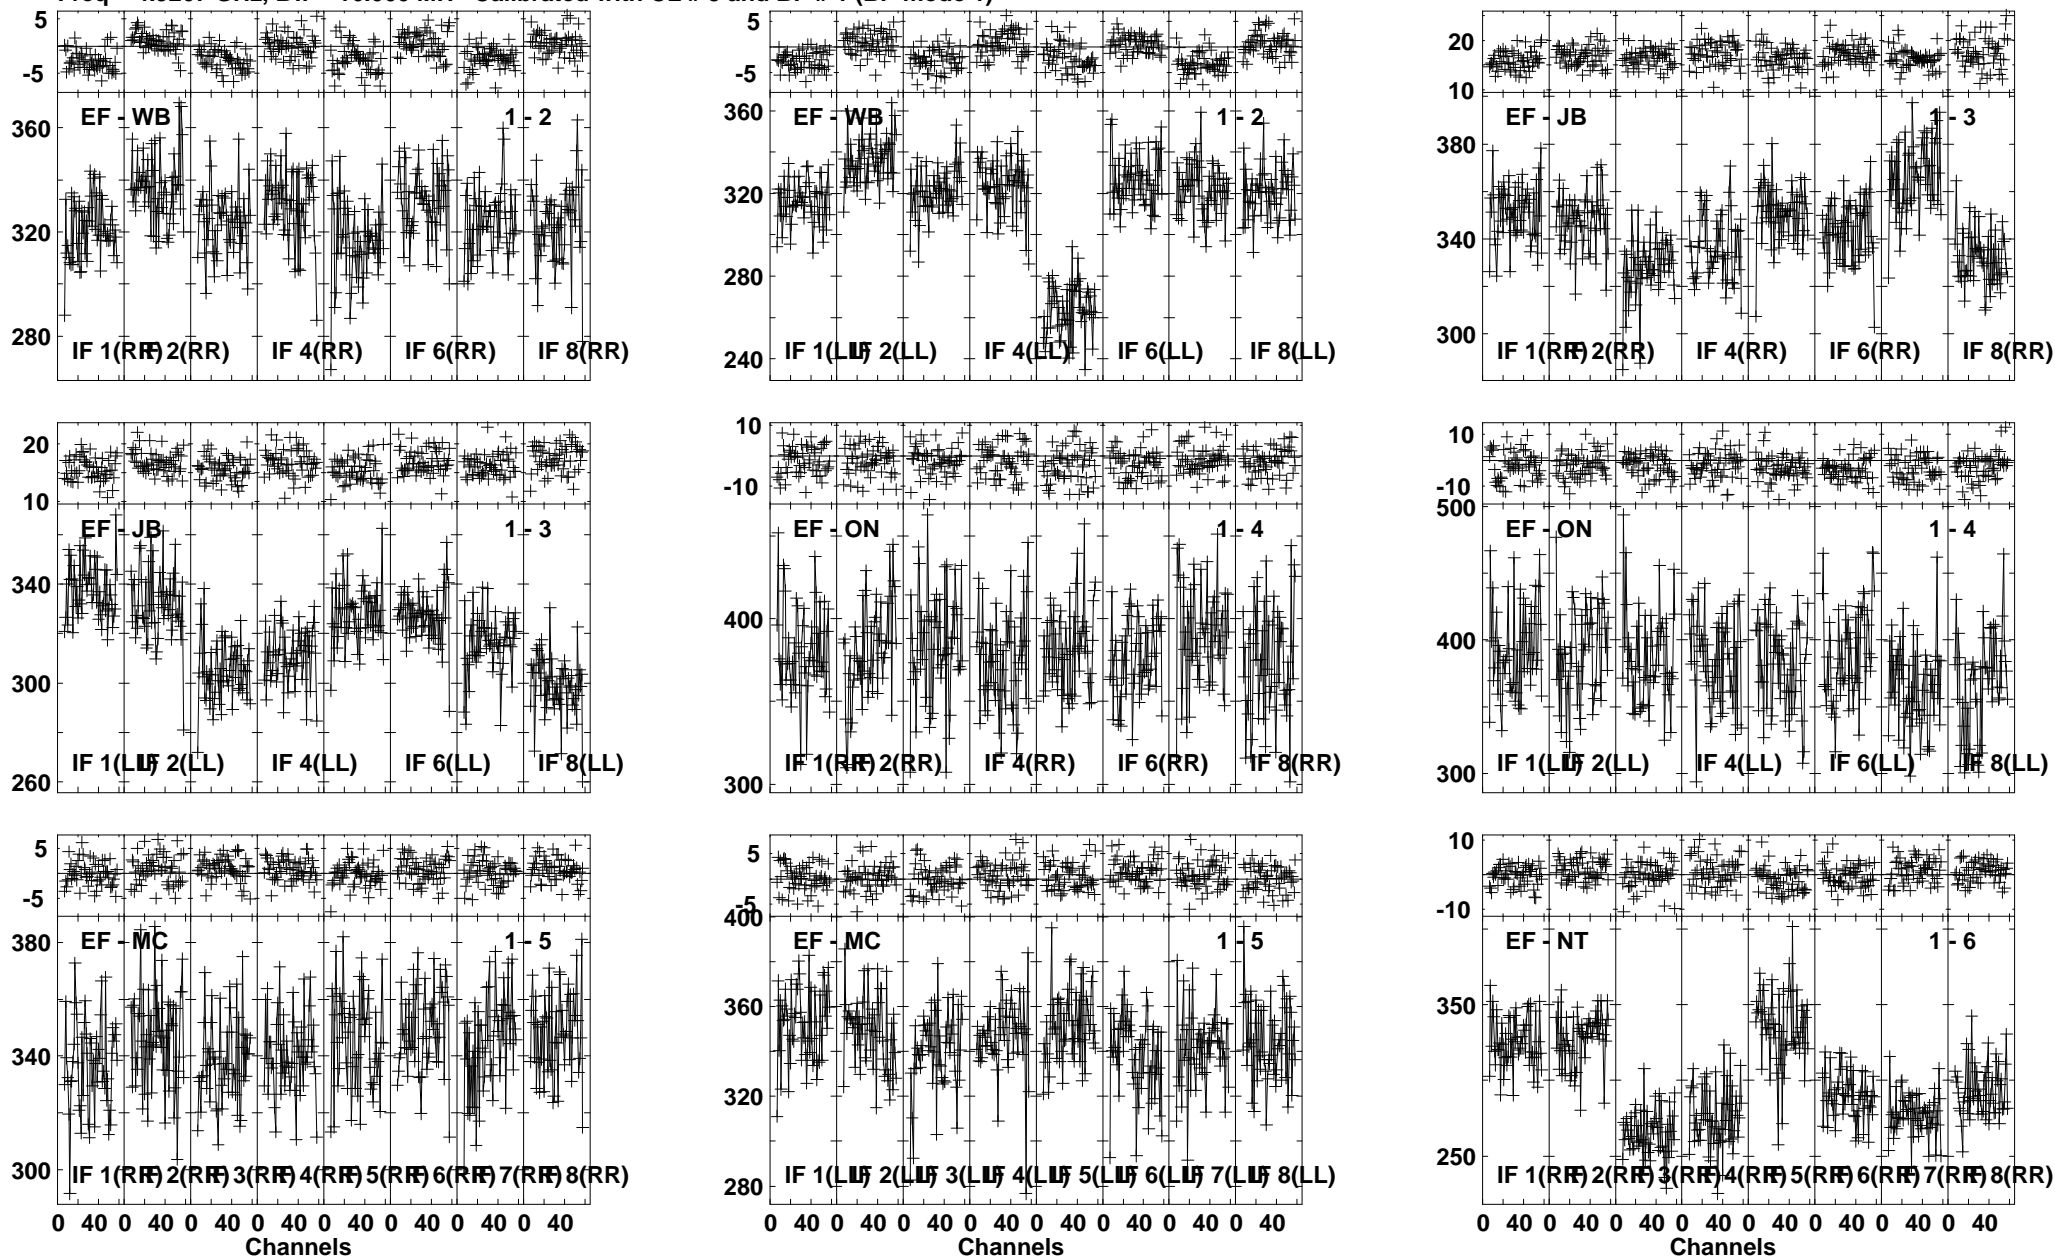 5
-5
360
320
280
EF - WB
1 - 2
IF 1(RR) IF 2(RR) IF 4(RR) IF 6(RR) IF 8(RR)
5
-5
360
320
280
240
EF - WB
1 - 2
IF 1(LL) IF 2(LL) IF 4(LL) IF 6(LL) IF 8(LL)
20
10
380
340
300
EF - JB
1 - 3
IF 1(RR) IF 2(RR) IF 4(RR) IF 6(RR) IF 8(RR)
20
10
340
300
260
EF - JB
1 - 3
IF 1(LL) IF 2(LL) IF 4(LL) IF 6(LL) IF 8(LL)
10
-10
400
300
EF - ON
1 - 4
IF 1(RR) IF 2(RR) IF 4(RR) IF 6(RR) IF 8(RR)
10
-10
500
400
300
EF - ON
1 - 4
IF 1(LL) IF 2(LL) IF 4(LL) IF 6(LL) IF 8(LL)
5
-5
380
340
300
EF - MC
1 - 5
IF 1(RR) IF 2(RR) IF 3(RR) IF 4(RR) IF 5(RR) IF 6(RR) IF 7(RR) IF 8(RR)
0 40 0 40 0 40 0 40 0 40 0 40 0 40 0 40
Channels
5
-5
400
360
320
280
EF - MC
1 - 5
IF 1(LL) IF 2(LL) IF 3(LL) IF 4(LL) IF 5(LL) IF 6(LL) IF 7(LL) IF 8(LL)
0 40 0 40 0 40 0 40 0 40 0 40 0 40 0 40
Channels
10
-10
350
250
EF - NT
1 - 6
IF 1(RR) IF 2(RR) IF 3(RR) IF 4(RR) IF 5(RR) IF 6(RR) IF 7(RR) IF 8(RR)
0 40 0 40 0 40 0 40 0 40 0 40 0 40 0 40
Channels